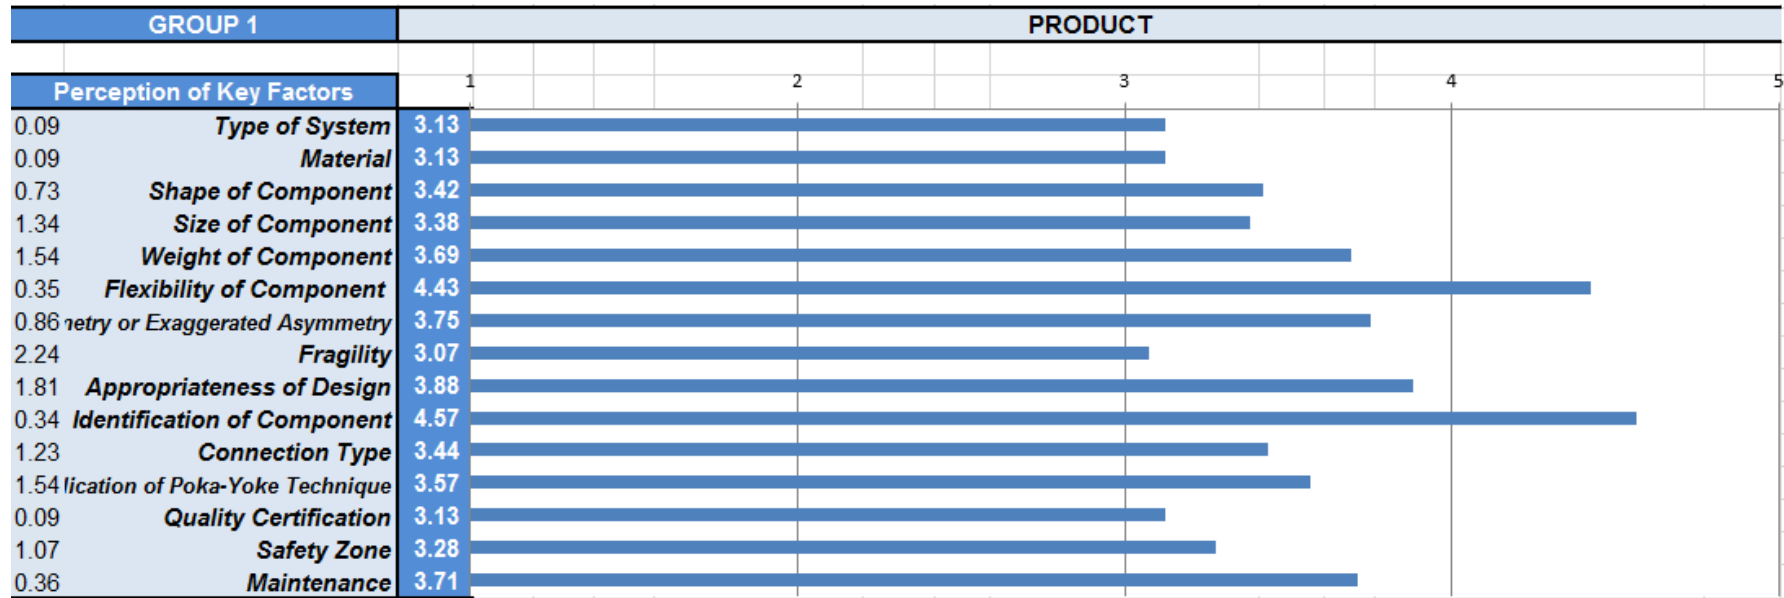 GROUP 1 PRODUCT
1 2 3 4 5
Perception of Key Factors
0.09 Type of System 3.13
0.09 Material 3.13
0.73 Shape of Component 3.42
1.34 Size of Component 3.38
1.54 Weight of Component 3.69
0.35 Flexibility of Component 4.43
0.86 netry or Exaggerated Asymmetry 3.75
2.24 Fragility 3.07
1.81 Appropriateness of Design 3.88
0.34 Identification of Component 4.57
1.23 Connection Type 3.44
1.54 lication of Poka-Yoke Technique 3.57
0.09 Quality Certification 3.13
1.07 Safety Zone 3.28
0.36 Maintenance 3.71